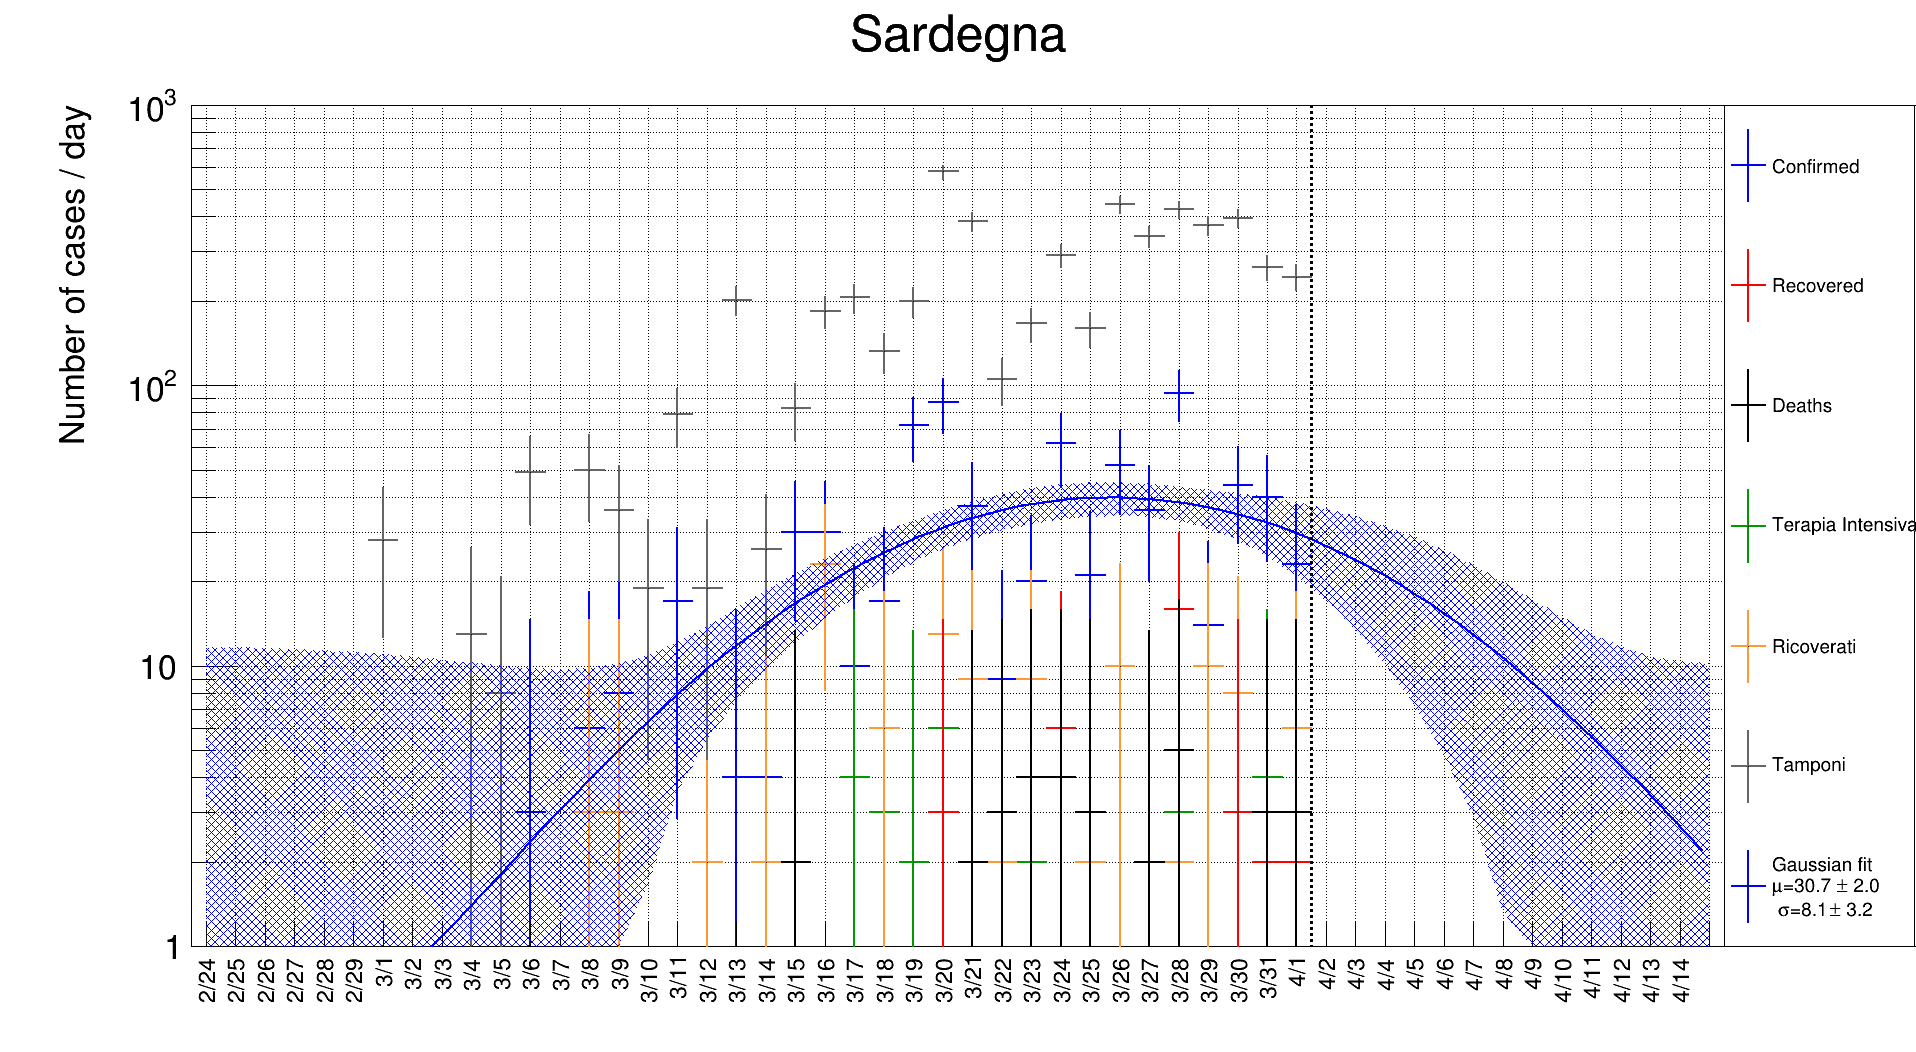 Sardegna
Number of cases / day
10³
10²
10
1
2/24 2/25 2/26 2/27 2/28 2/29 3/1 3/2 3/3 3/4 3/5 3/6 3/7 3/8 3/9 3/10 3/11 3/12 3/13 3/14 3/15 3/16 3/17 3/18 3/19 3/20 3/21 3/22 3/23 3/24 3/25 3/26 3/27 3/28 3/29 3/30 3/31 4/1 4/2 4/3 4/4 4/5 4/6 4/7 4/8 4/9 4/10 4/11 4/12 4/13 4/14
Confirmed
Recovered
Deaths
Terapia Intensiva
Ricoverati
Tamponi
Gaussian fit
μ=30.7 ± 2.0
σ=8.1 ± 3.2